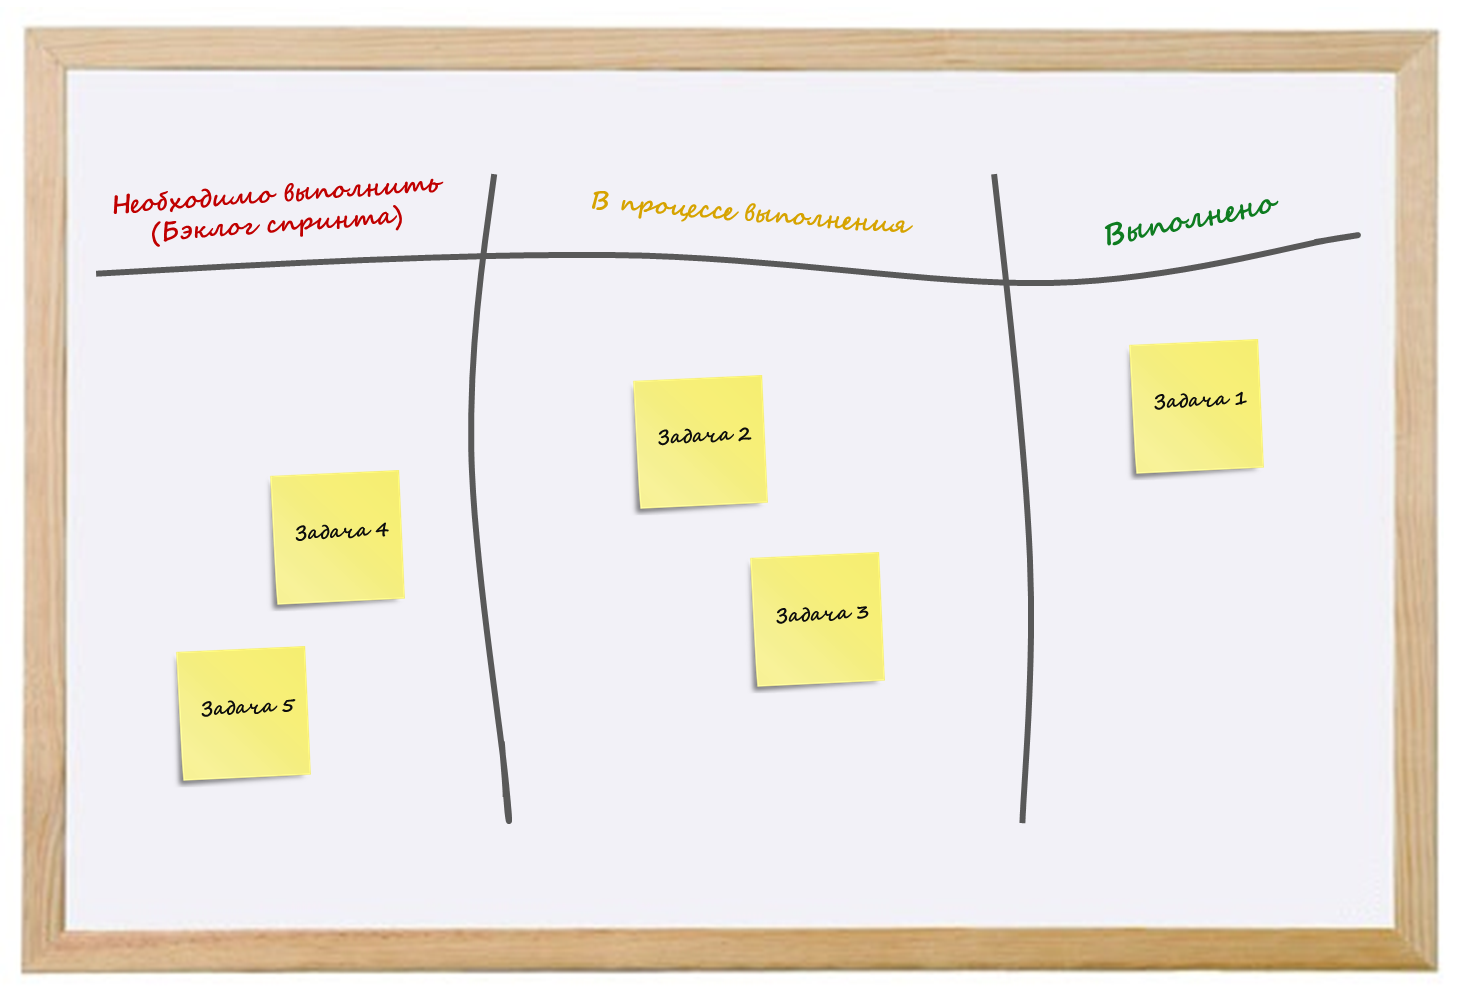 Необходимо выполнить
(Бэклог спринта)
В процессе выполнения
Выполнено
Задача 4
Задача 5
Задача 2
Задача 3
Задача 1